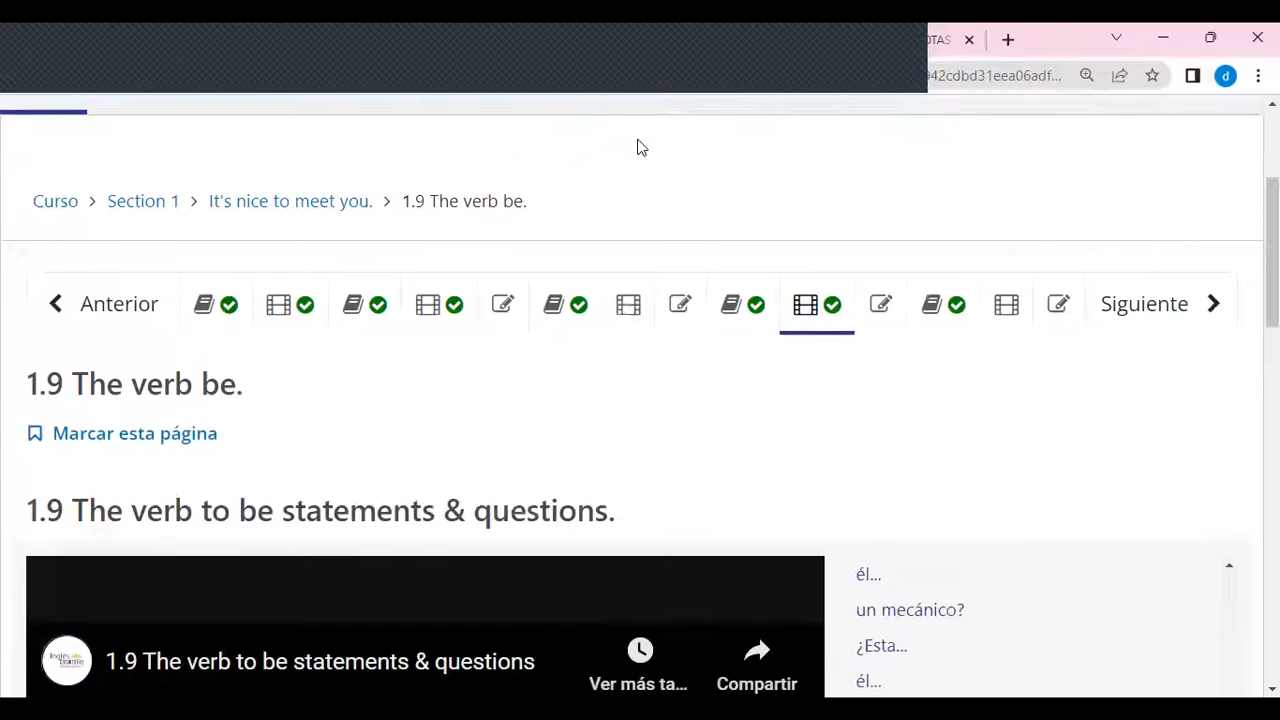 OTAS
942cdbd31eea06adf...
d
Curso > Section 1 > It's nice to meet you. > 1.9 The verb be.
Anterior
Siguiente
1.9 The verb be.
Marcar esta página
1.9 The verb to be statements & questions.
él...
un mecánico?
¿Esta...
él...
1.9 The verb to be statements & questions
Ver más ta...
Compartir